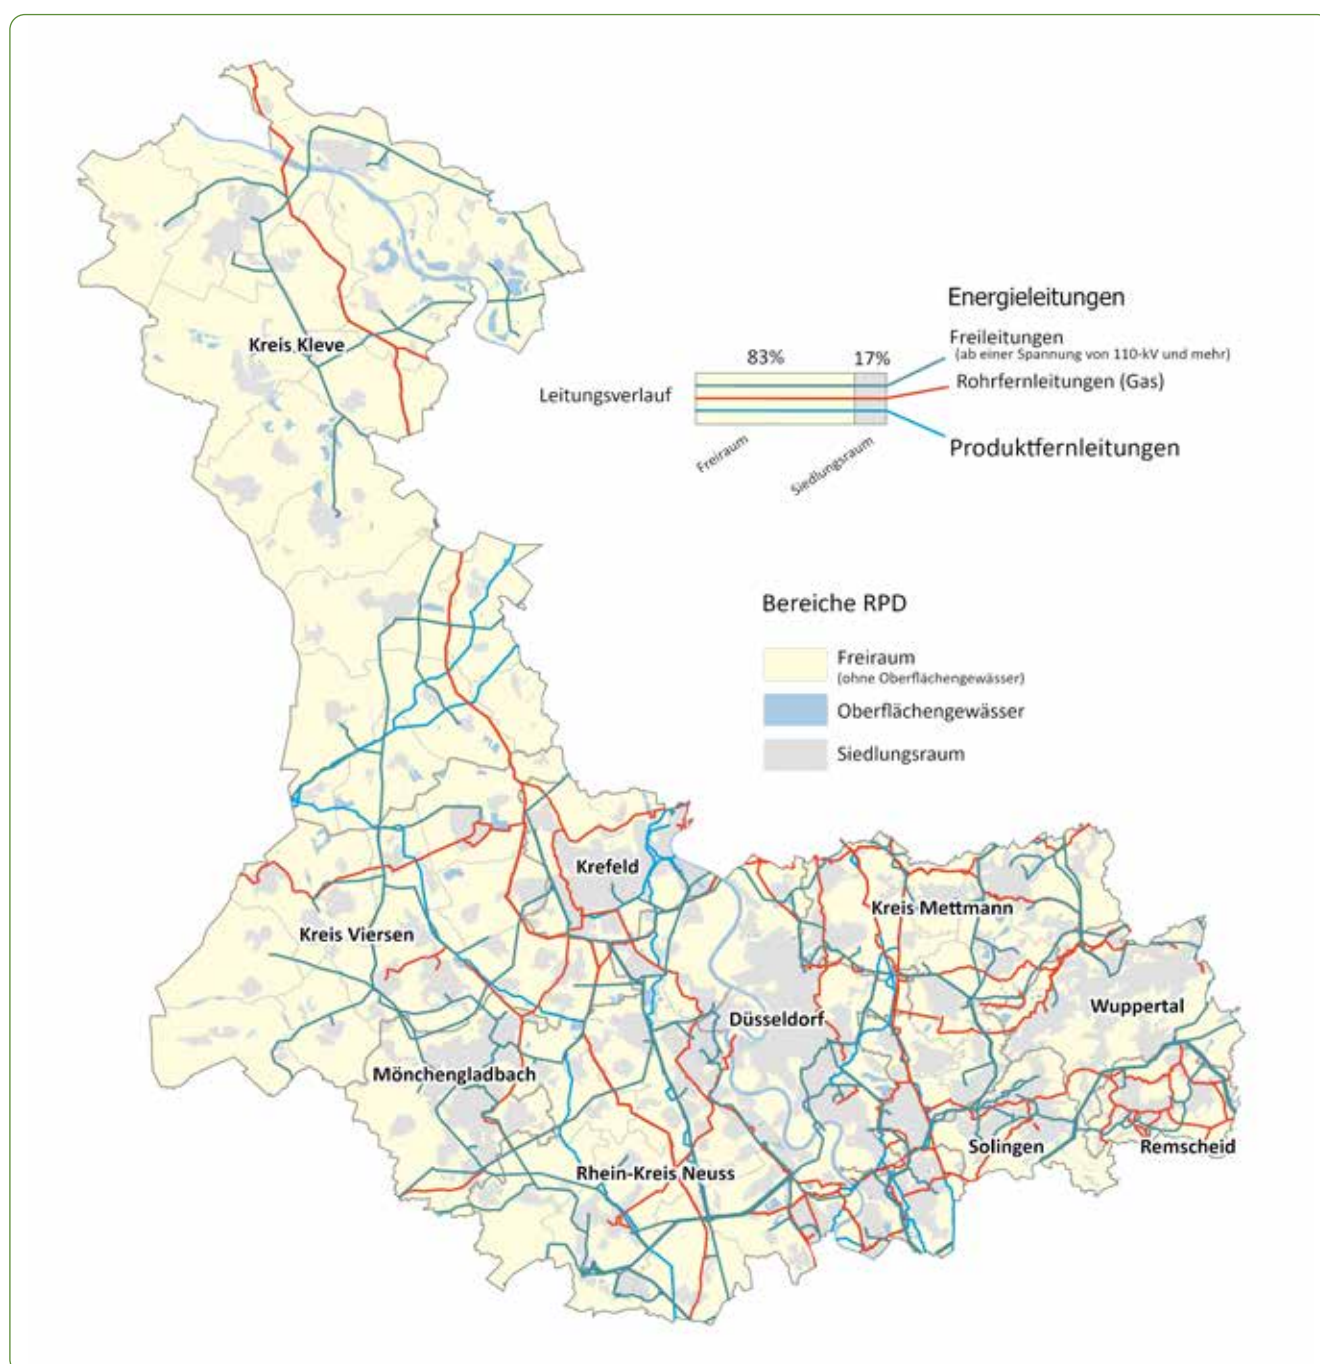 Kreis Kleve
Energieleitungen
Freileitungen
(ab einer Spannung von 110-kV und mehr)
83%
17%
Rohrfernleitungen (Gas)
Leitungsverlauf
Produktfernleitungen
Freiraum
Siedlungsraum
Bereiche RPD
Freiraum
(ohne Oberflächengewässer)
Oberflächengewässer
Siedlungsraum
Krefeld
Kreis Mettmann
Kreis Viersen
Wuppertal
Düsseldorf
Mönchengladbach
Solingen
Remscheid
Rhein-Kreis Neuss